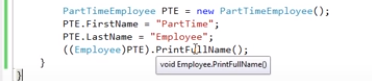 PartTimeEmployee PTE = new PartTimeEmployee();
PTE.FirstName = "PartTime";
PTE.LastName = "Employee";
((Employee)PTE).PrintFullName();
void Employee.PrintFullName()
}
}